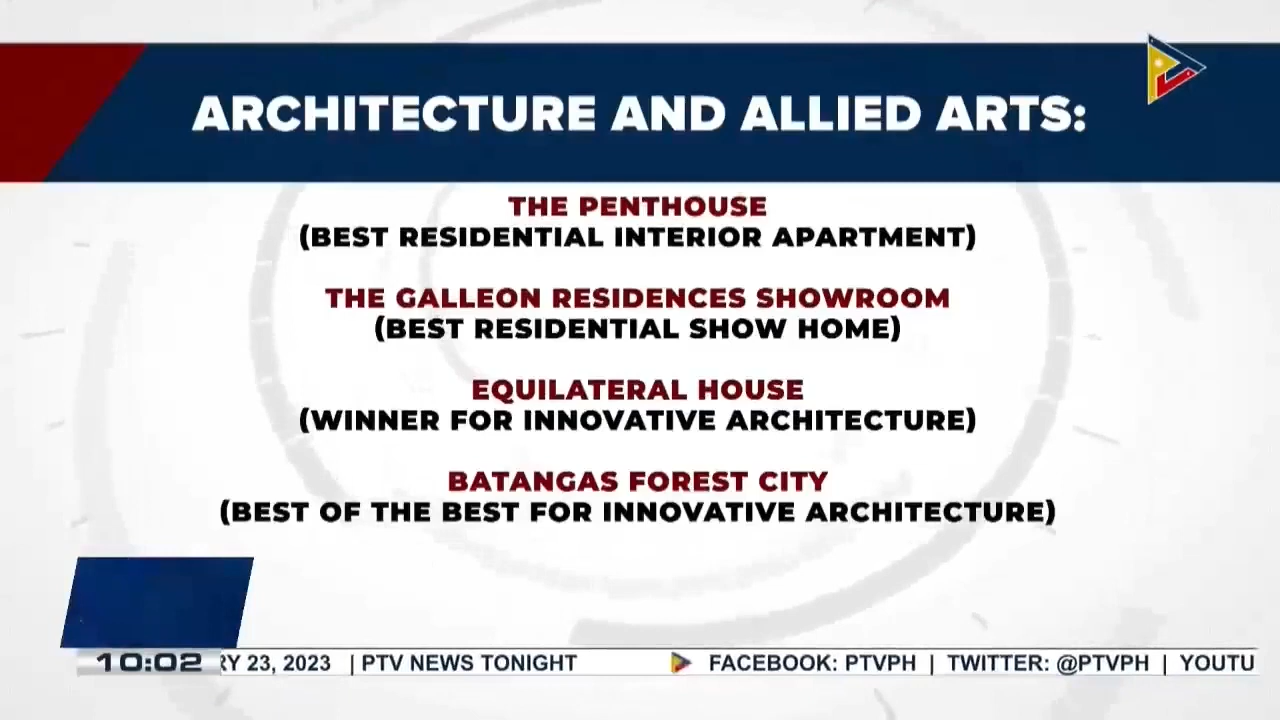 ARCHITECTURE AND ALLIED ARTS:
THE PENTHOUSE
(BEST RESIDENTIAL INTERIOR APARTMENT)
THE GALLEON RESIDENCES SHOWROOM
(BEST RESIDENTIAL SHOW HOME)
EQUILATERAL HOUSE
(WINNER FOR INNOVATIVE ARCHITECTURE)
BATANGAS FOREST CITY
(BEST OF THE BEST FOR INNOVATIVE ARCHITECTURE)
10:02 RY 23, 2023 | PTV NEWS TONIGHT FACEBOOK: PTVPH | TWITTER: @PTVPH | YOUTU